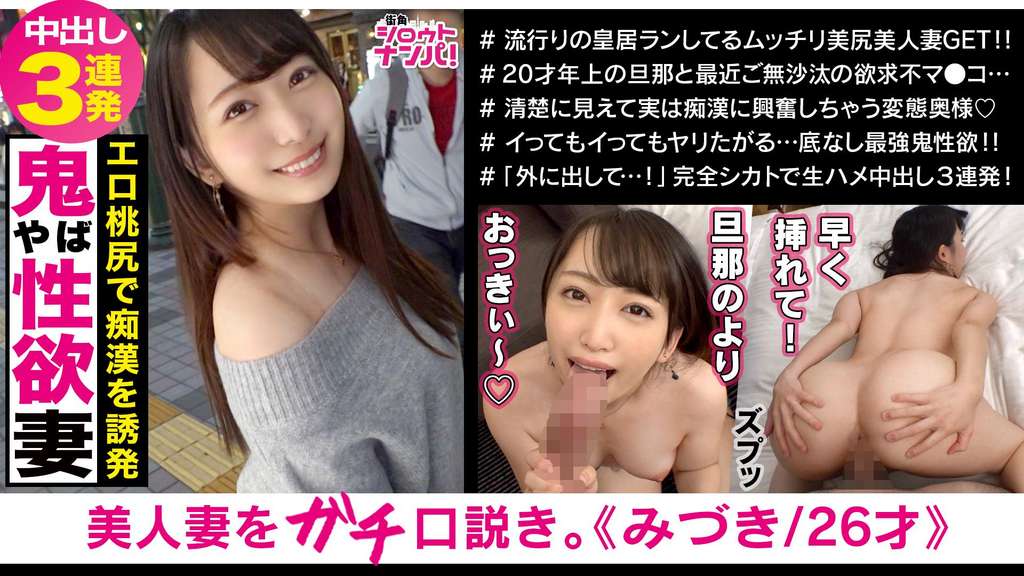 中出し
3連発
エロ桃尻で痴漢を誘発
鬼やば性欲妻
街角
シロウトナンパ!
# 流行りの皇居ランしてるムッチリ美尻美人妻GET!!
# 20才年上の旦那と最近ご無沙汰の欲求不マ●コ…
# 清楚に見えて実は痴漢に興奮しちゃう変態奥様♡
# イってもイってもヤリたがる…底なし最強鬼性欲!!
# 「外に出して…!」完全シカトで生ハメ中出し3連発!
旦那のより
おっきぃ～♡
早く
挿れて!
ズプッ
美人妻をガチ口説き。《みづき/26才》